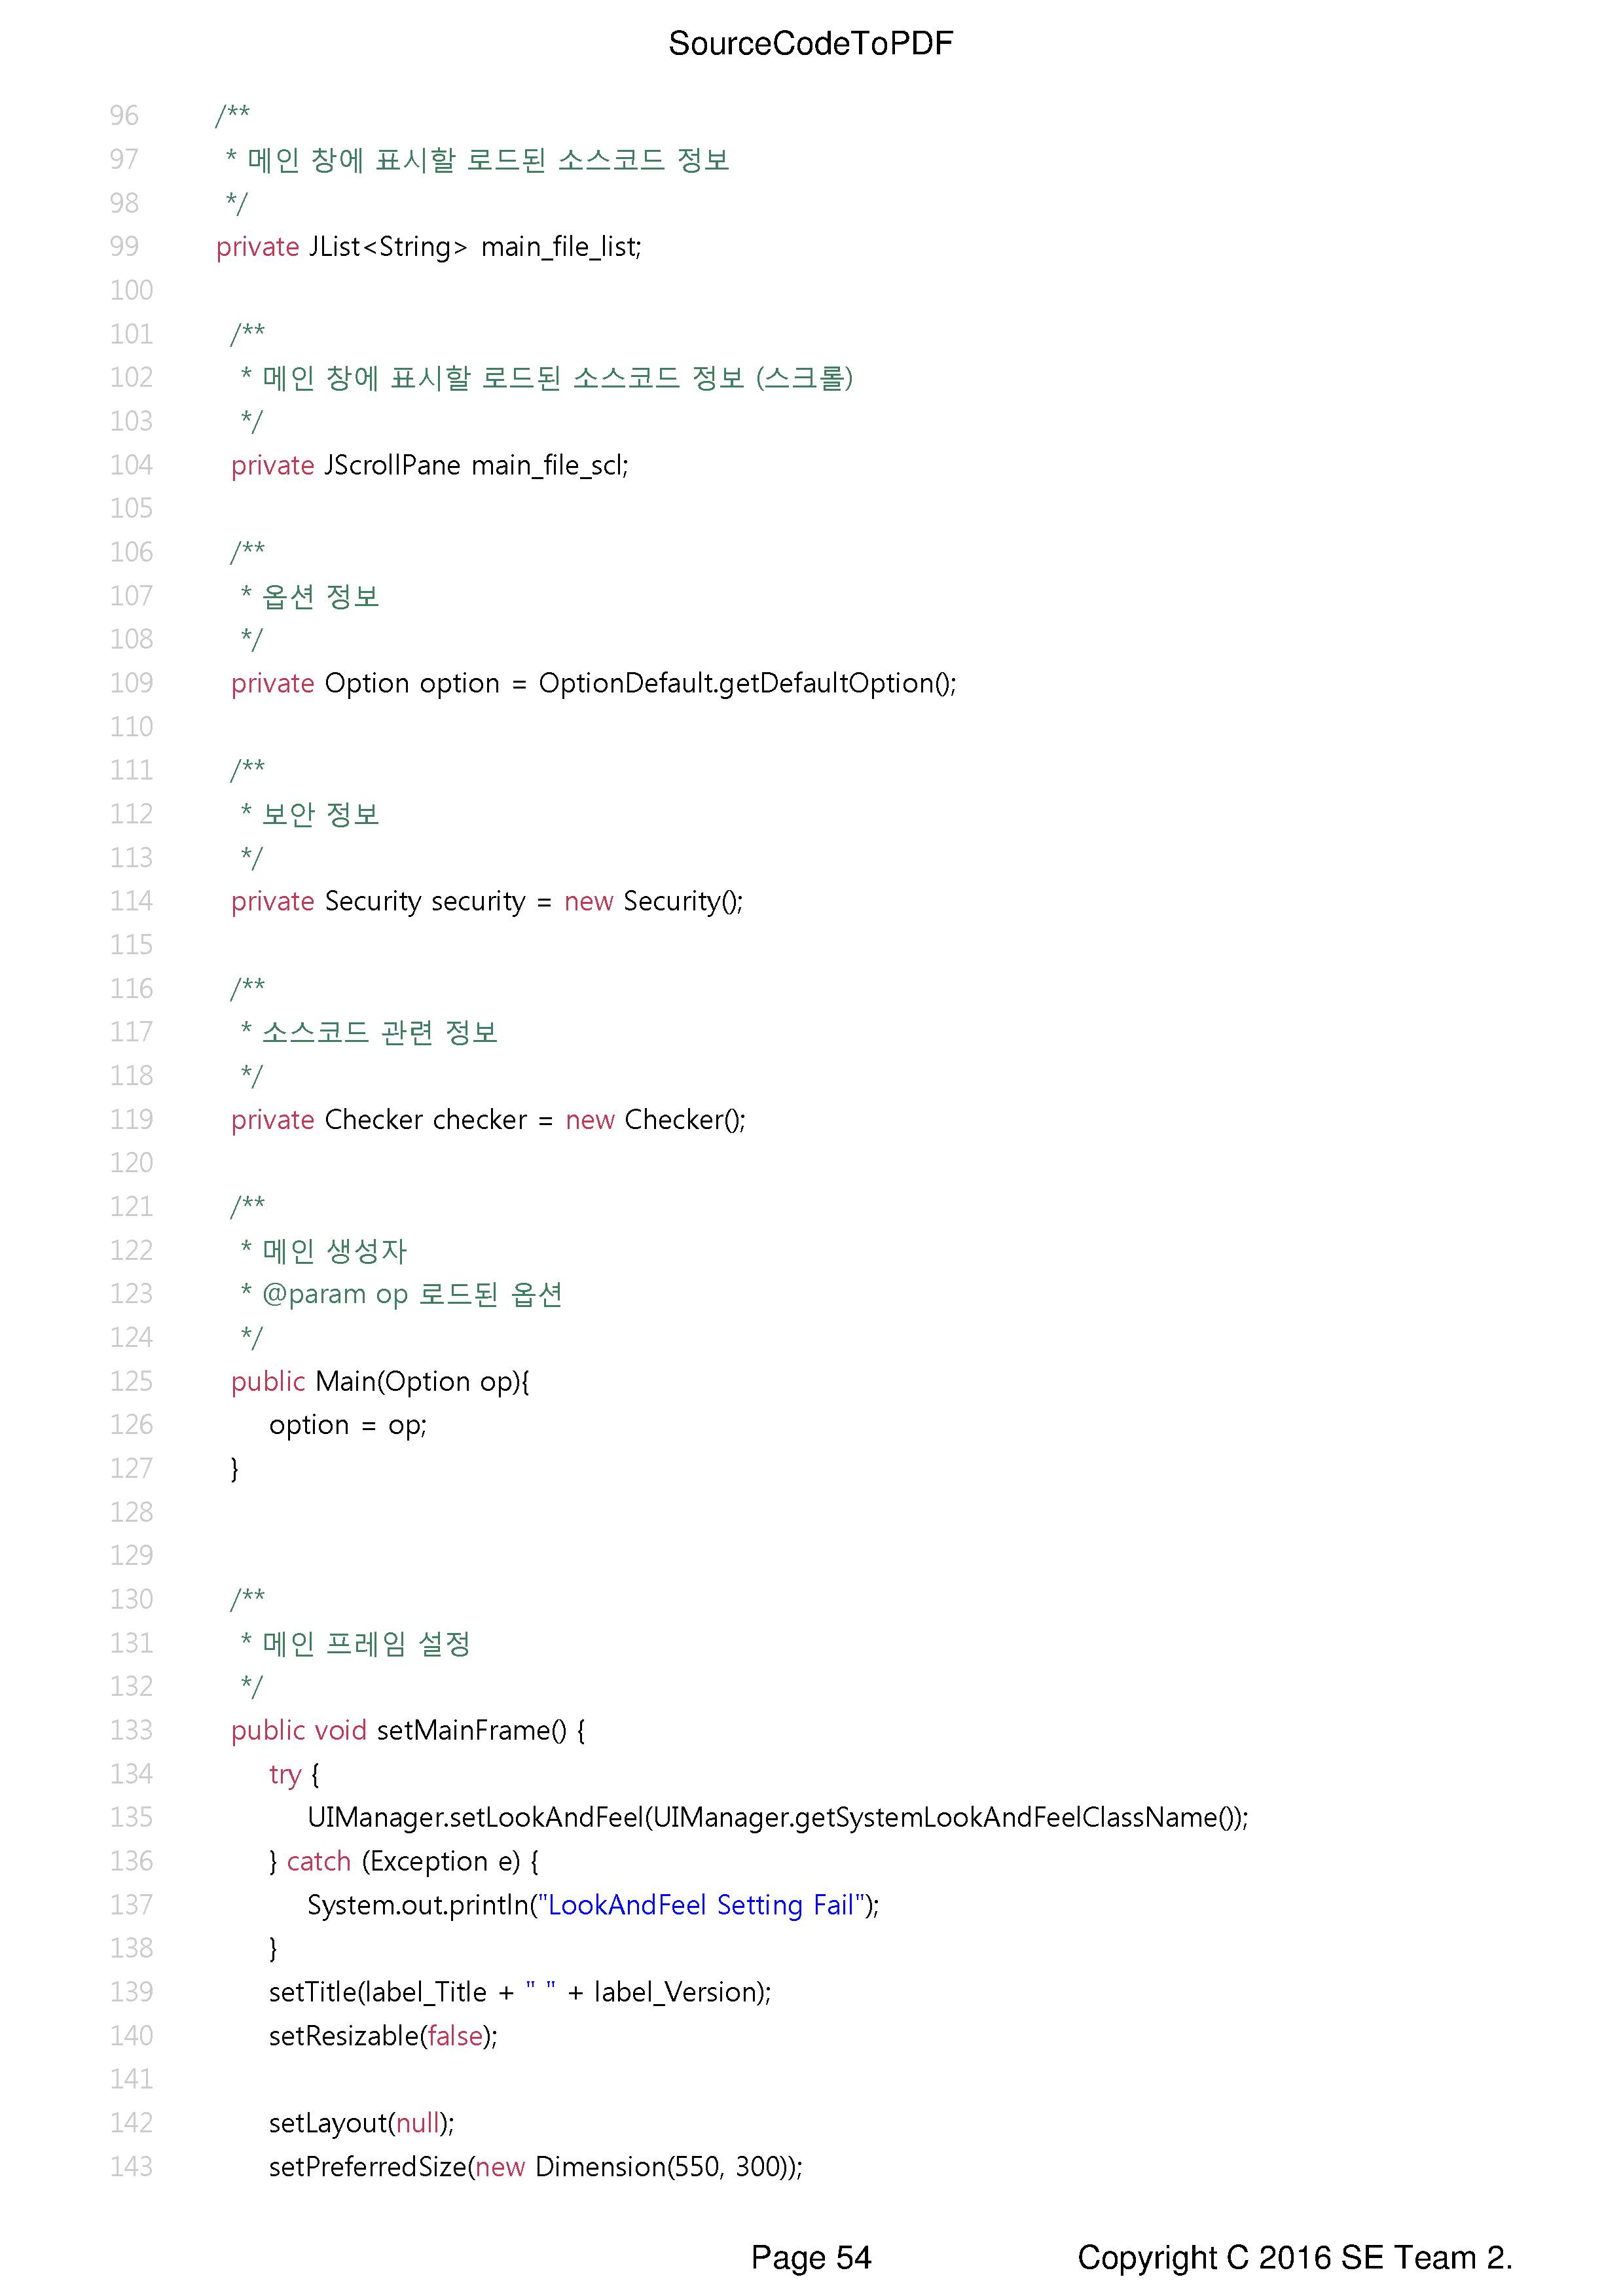 SourceCodeToPDF
96 /**
97 * 메인 창에 표시할 로드된 소스코드 정보
98 */
99 private JList<String> main_file_list;
100
101 /**
102 * 메인 창에 표시할 로드된 소스코드 정보 (스크롤)
103 */
104 private JScrollPane main_file_scl;
105
106 /**
107 * 옵션 정보
108 */
109 private Option option = OptionDefault.getDefaultOption();
110
111 /**
112 * 보안 정보
113 */
114 private Security security = new Security();
115
116 /**
117 * 소스코드 관련 정보
118 */
119 private Checker checker = new Checker();
120
121 /**
122 * 메인 생성자
123 * @param op 로드된 옵션
124 */
125 public Main(Option op){
126 option = op;
127 }
128
129
130 /**
131 * 메인 프레임 설정
132 */
133 public void setMainFrame() {
134 try {
135 UIManager.setLookAndFeel(UIManager.getSystemLookAndFeelClassName());
136 } catch (Exception e) {
137 System.out.println("LookAndFeel Setting Fail");
138 }
139 setTitle(label_Title + " " + label_Version);
140 setResizable(false);
141
142 setLayout(null);
143 setPreferredSize(new Dimension(550, 300));
Page 54 Copyright C 2016 SE Team 2.